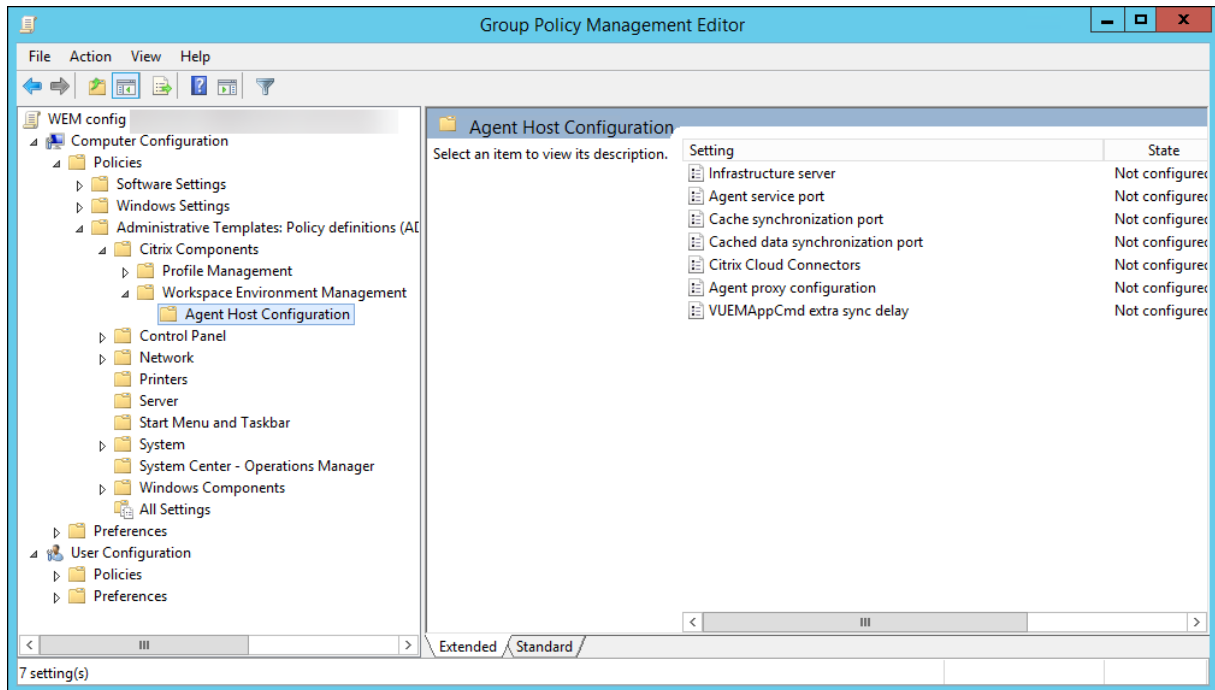 Group Policy Management Editor
File Action View Help
WEM config
Computer Configuration
Policies
Software Settings
Windows Settings
Administrative Templates: Policy definitions (AD
Citrix Components
Profile Management
Workspace Environment Management
Agent Host Configuration
Control Panel
Network
Printers
Server
Start Menu and Taskbar
System
System Center - Operations Manager
Windows Components
All Settings
Preferences
User Configuration
Policies
Preferences
Agent Host Configuration
Select an item to view its description.
Setting State
Infrastructure server Not configured
Agent service port Not configured
Cache synchronization port Not configured
Cached data synchronization port Not configured
Citrix Cloud Connectors Not configured
Agent proxy configuration Not configured
VUEMAppCmd extra sync delay Not configured
Extended Standard
7 setting(s)